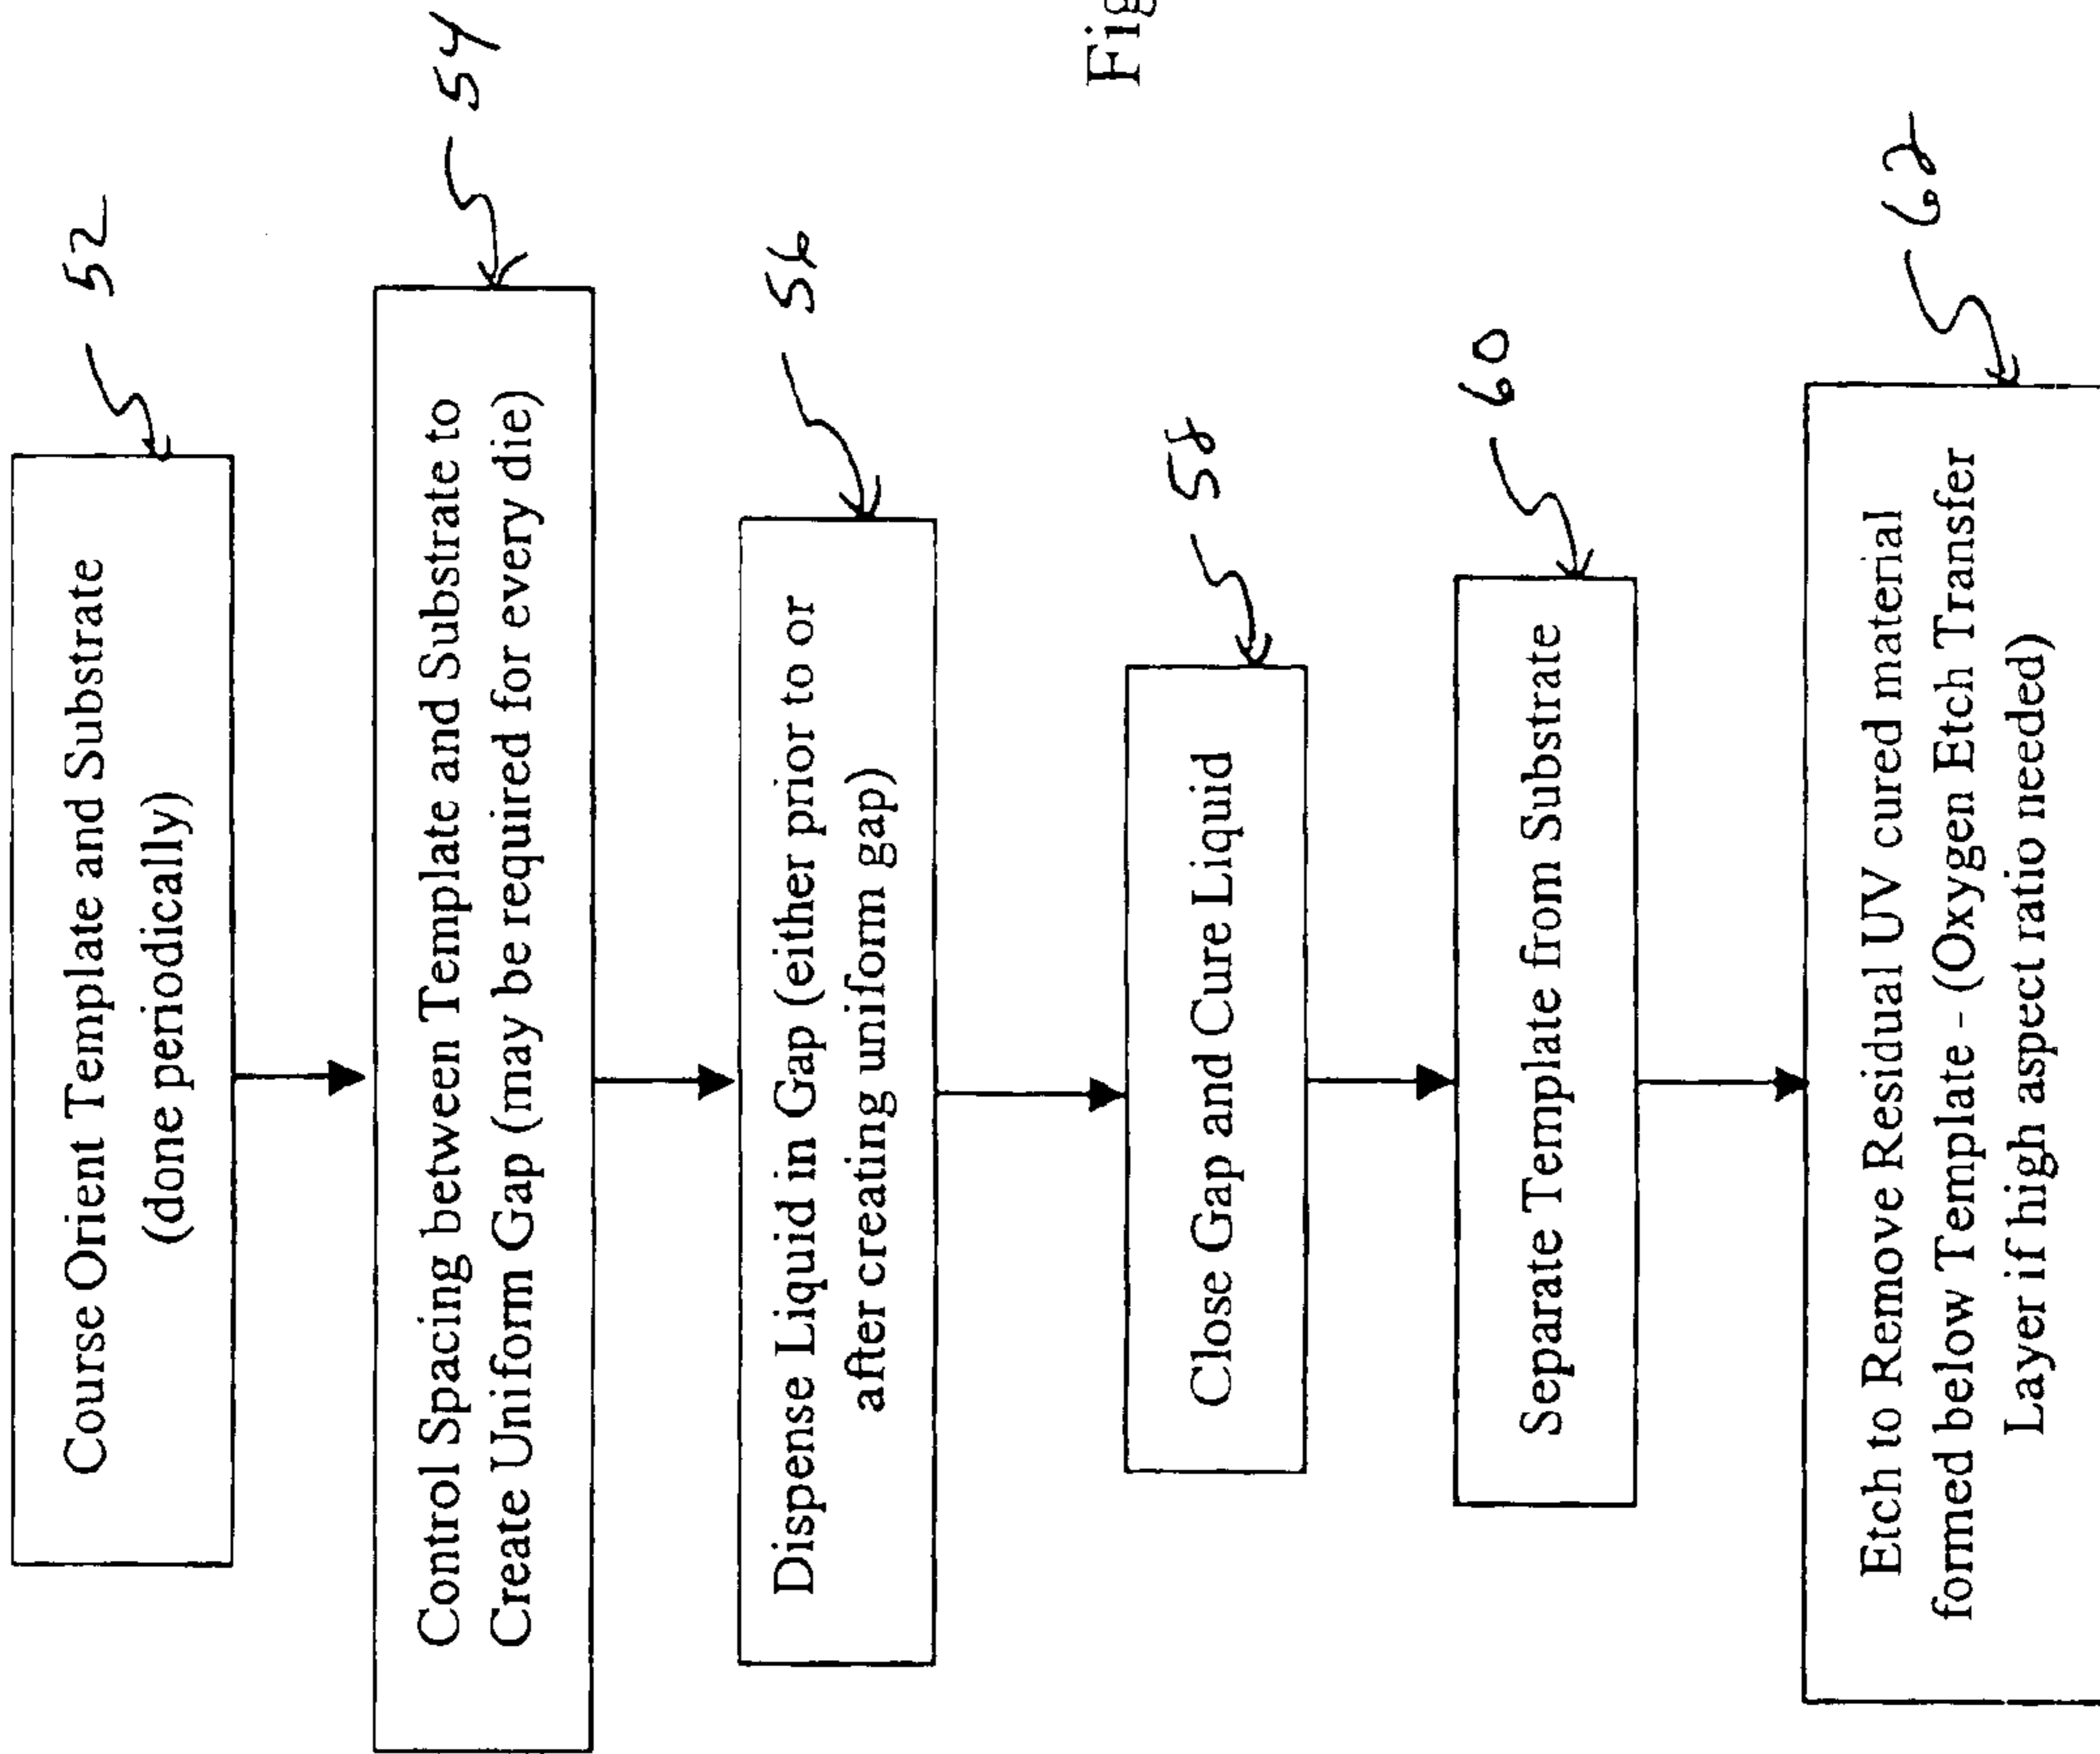 Course Orient Template and Substrate
(done periodically)
52
Control Spacing between Template and Substrate to
Create Uniform Gap (may be required for every die)
54
Dispense Liquid in Gap (either prior to or
after creating uniform gap)
56
Close Gap and Cure Liquid
58
Separate Template from Substrate
60
Etch to Remove Residual UV cured material
formed below Template - (Oxygen Etch Transfer
Layer if high aspect ratio needed)
62
Fig